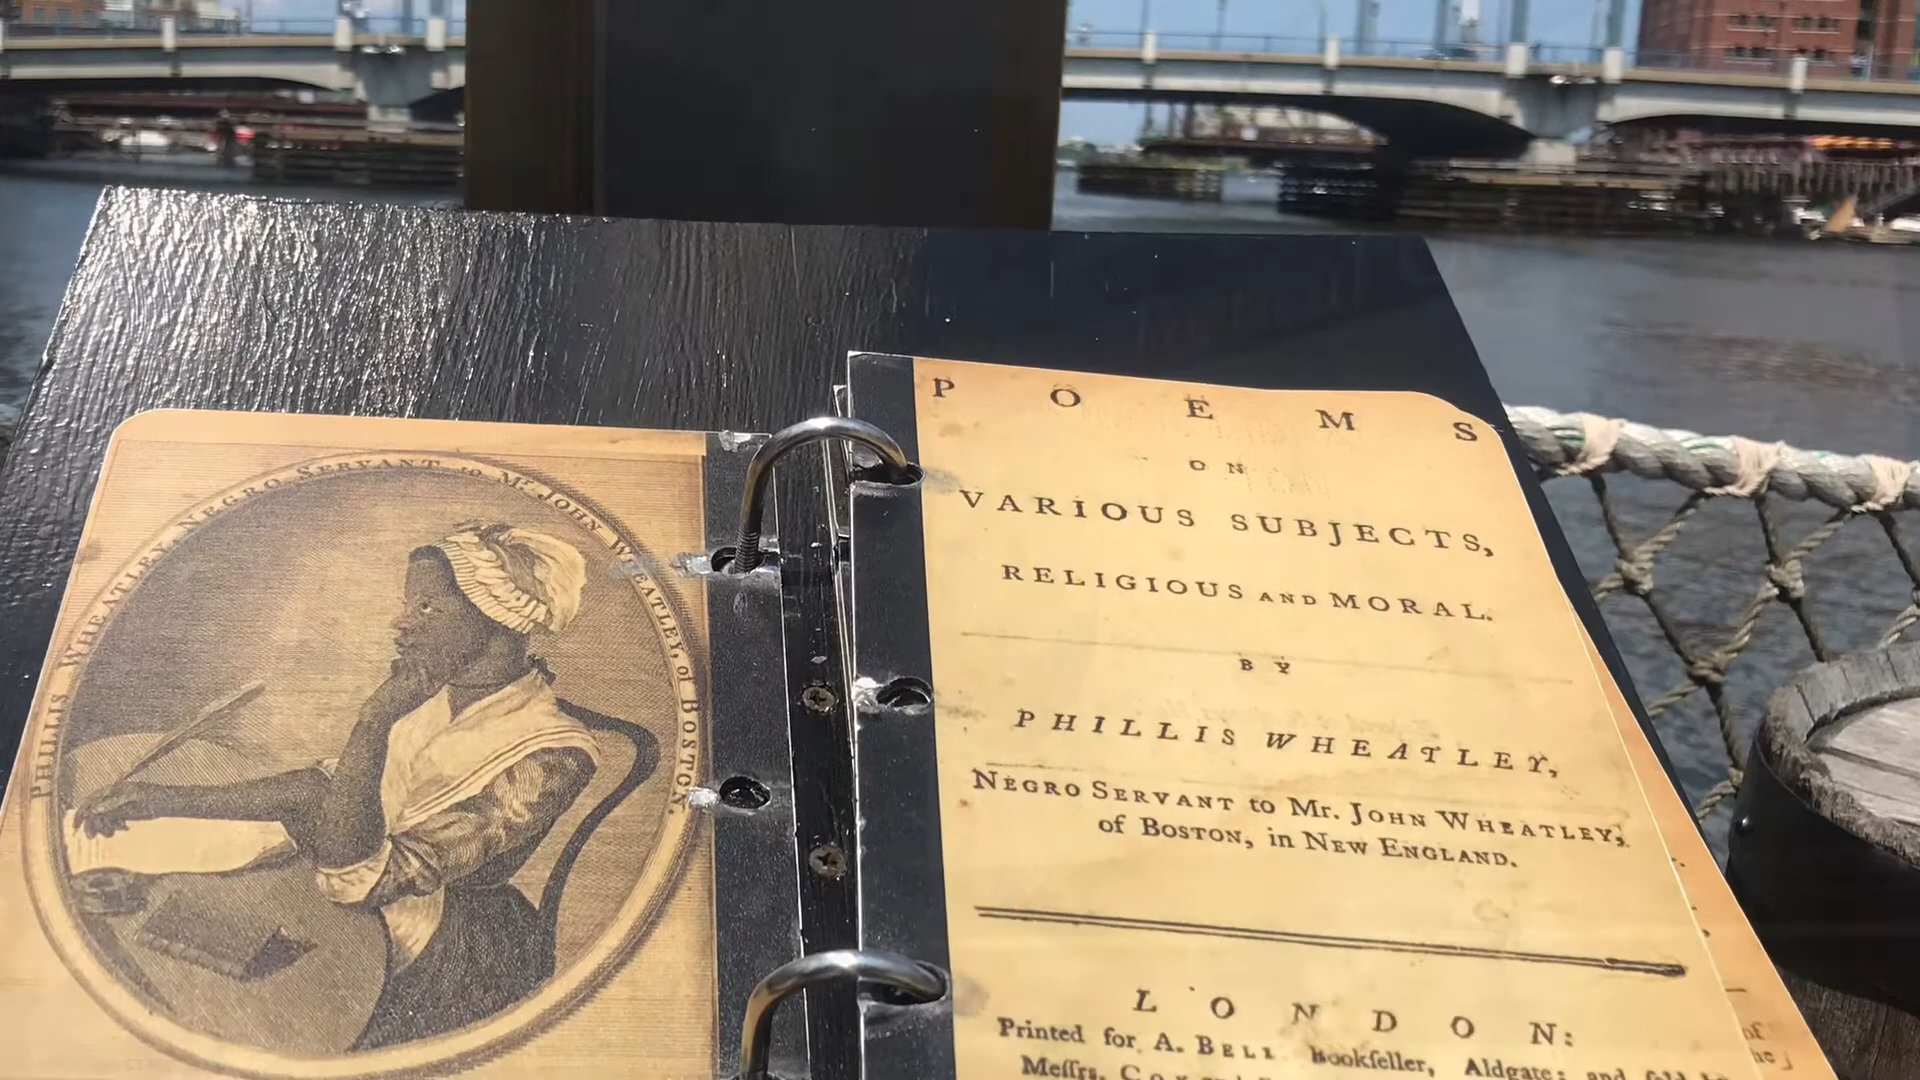 PHILLIS WHEATLEY NEGRO SERVANT to Mr. JOHN WHEATLEY, of BOSTON.
POEMS
ON
VARIOUS SUBJECTS,
RELIGIOUS AND MORAL.
BY
PHILLIS WHEATLEY,
NEGRO SERVANT to Mr. JOHN WHEATLEY,
of BOSTON, in NEW ENGLAND.
LONDON:
Printed for A. BELL Bookſeller, Aldgate; and ſold
Meſſrs.